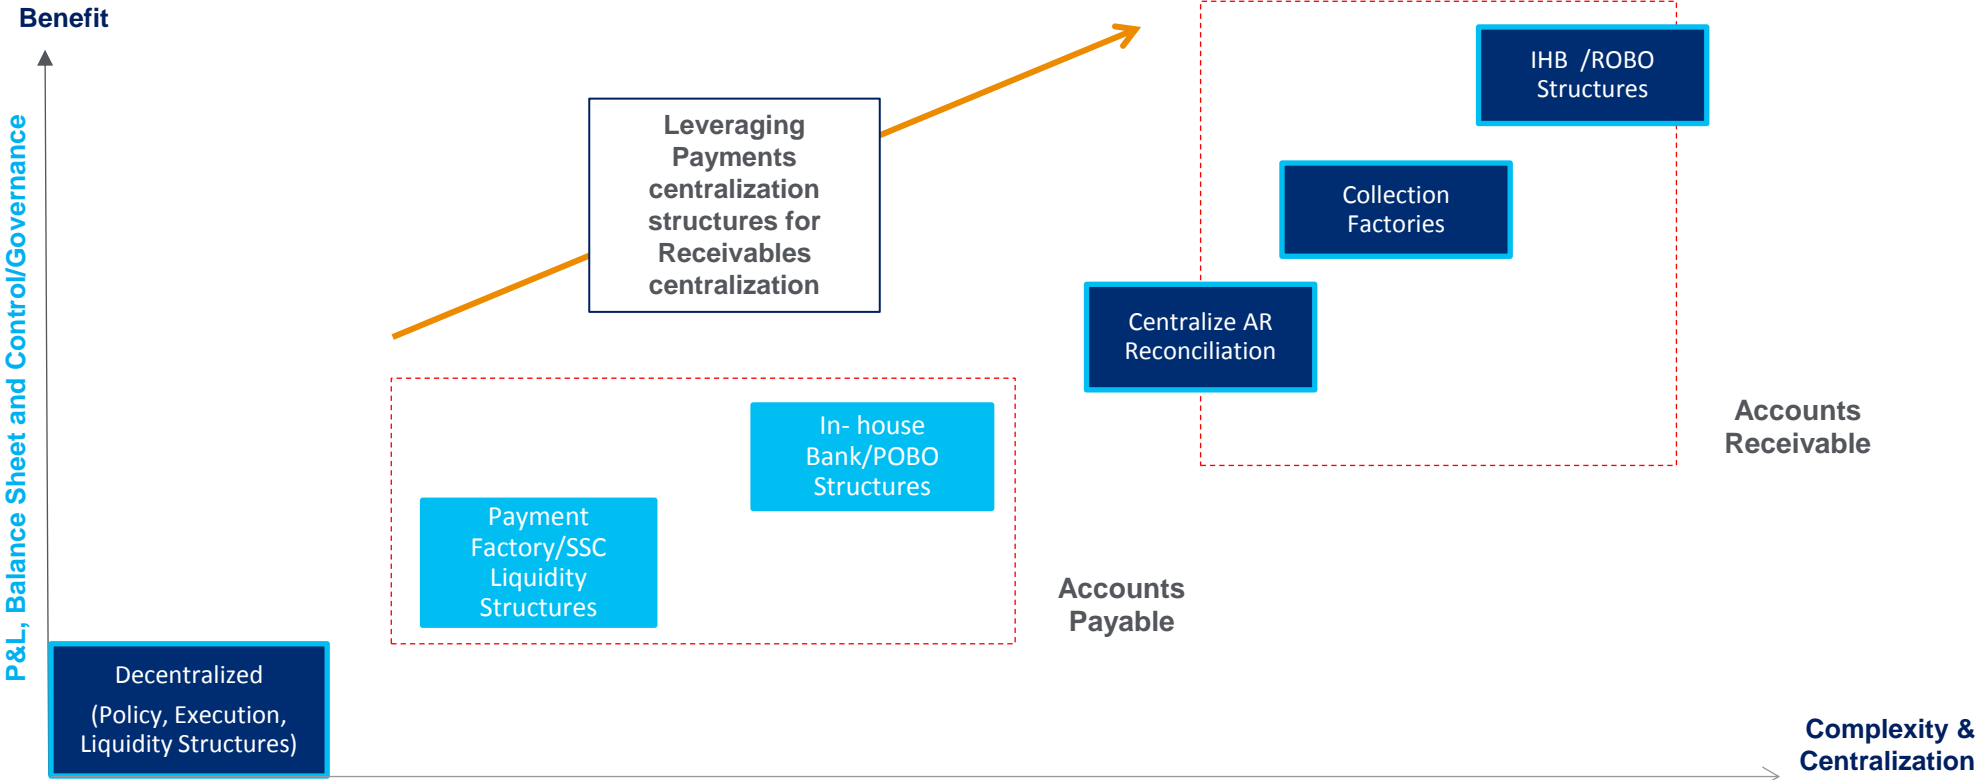 Benefit
P&L, Balance Sheet and Control/Governance
Leveraging
Payments
centralization
structures for
Receivables
centralization
IHB /ROBO
Structures
Collection
Factories
Centralize AR
Reconciliation
Accounts
Receivable
In- house
Bank/POBO
Structures
Payment
Factory/SSC
Liquidity
Structures
Accounts
Payable
Decentralized
(Policy, Execution,
Liquidity Structures)
Complexity &
Centralization